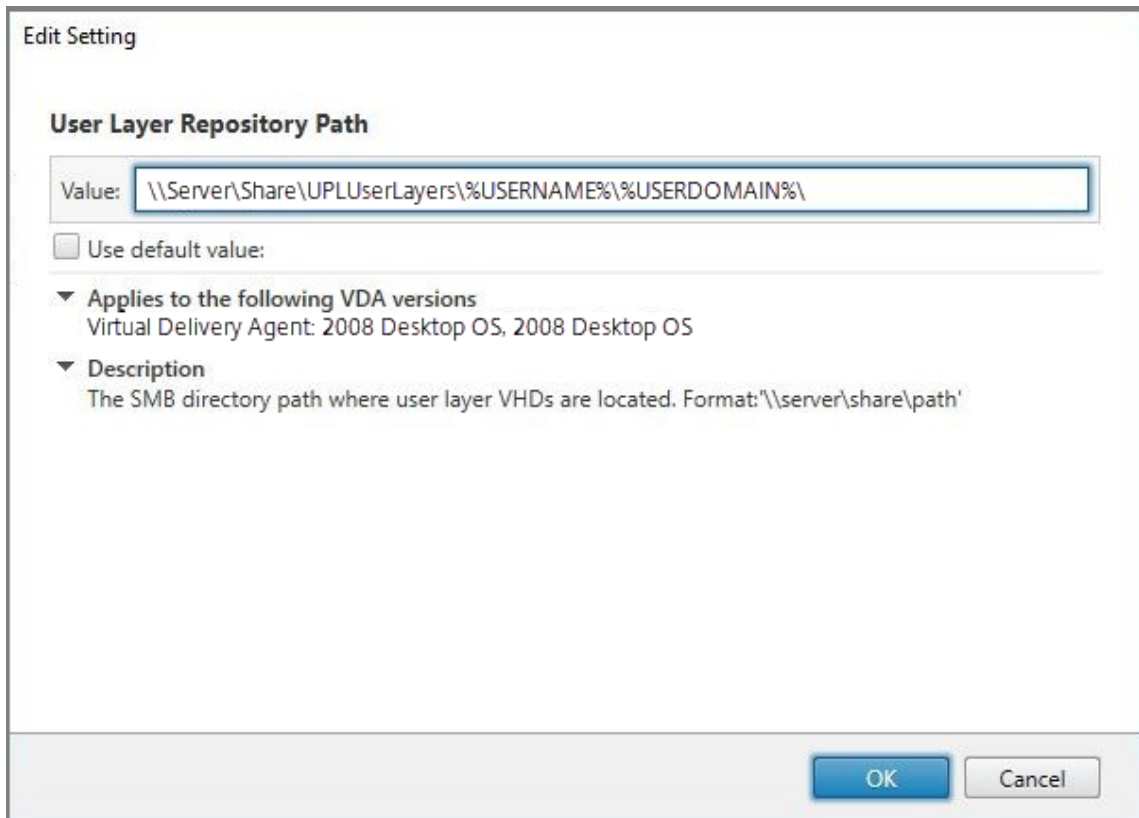 Edit Setting
User Layer Repository Path
Value: \\Server\Share\UPLUserLayers\%USERNAME%\%USERDOMAIN%\
Use default value:
Applies to the following VDA versions
Virtual Delivery Agent: 2008 Desktop OS, 2008 Desktop OS
Description
The SMB directory path where user layer VHDs are located. Format:'\\server\share\path'
OK Cancel